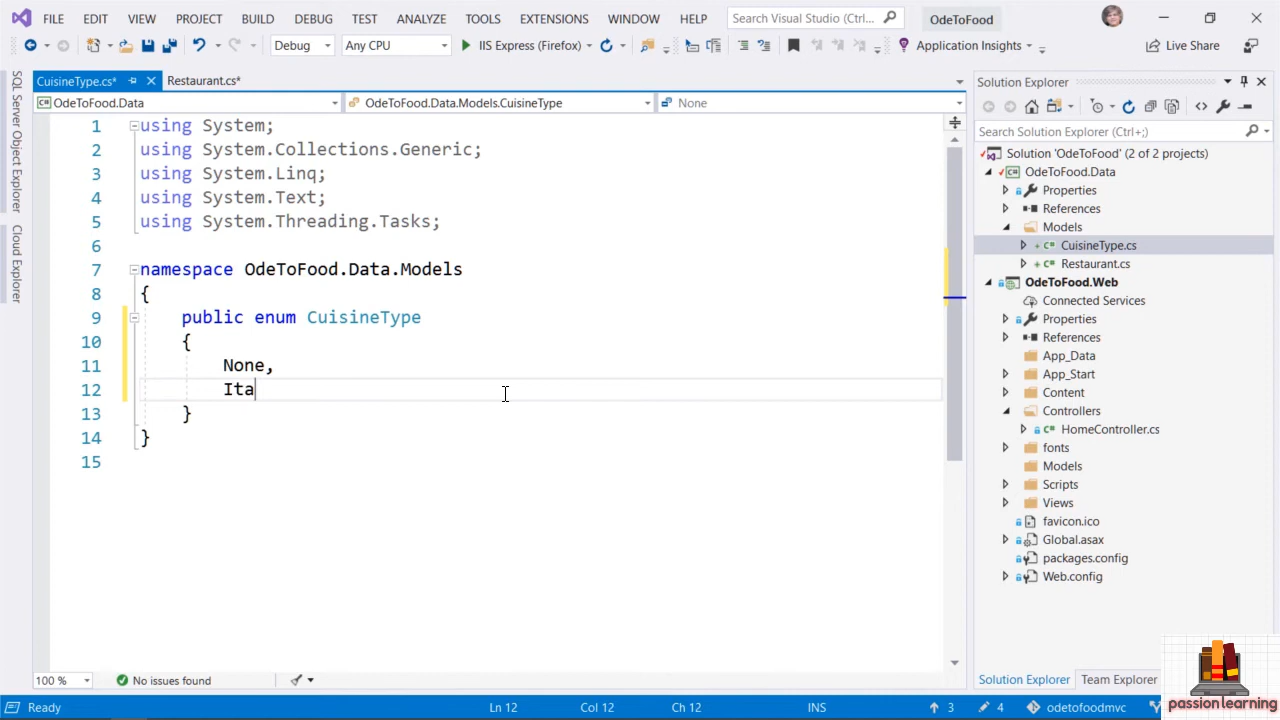 FILE EDIT VIEW PROJECT BUILD DEBUG TEST ANALYZE TOOLS EXTENSIONS WINDOW HELP Search Visual Studio (Ctrl... OdeToFood
Debug Any CPU IIS Express (Firefox) Application Insights Live Share
SQL Server Object Explorer
Cloud Explorer
CuisineType.cs* Restaurant.cs*
OdeToFood.Data OdeToFood.Data.Models.CuisineType None
1 using System;
2 using System.Collections.Generic;
3 using System.Linq;
4 using System.Text;
5 using System.Threading.Tasks;
6
7 namespace OdeToFood.Data.Models
8 {
9 public enum CuisineType
10 {
11 None,
12 Ita
13 }
14 }
15
100 % No issues found
Solution Explorer
Search Solution Explorer (Ctrl+;)
Solution 'OdeToFood' (2 of 2 projects)
OdeToFood.Data
Properties
References
Models
CuisineType.cs
Restaurant.cs
OdeToFood.Web
Connected Services
Properties
References
App_Data
App_Start
Content
Controllers
HomeController.cs
fonts
Models
Scripts
Views
favicon.ico
Global.asax
packages.config
Web.config
Solution Explorer Team Explorer
Ready Ln 12 Col 12 Ch 12 INS 3 4 odetofoodmvc
passion learning